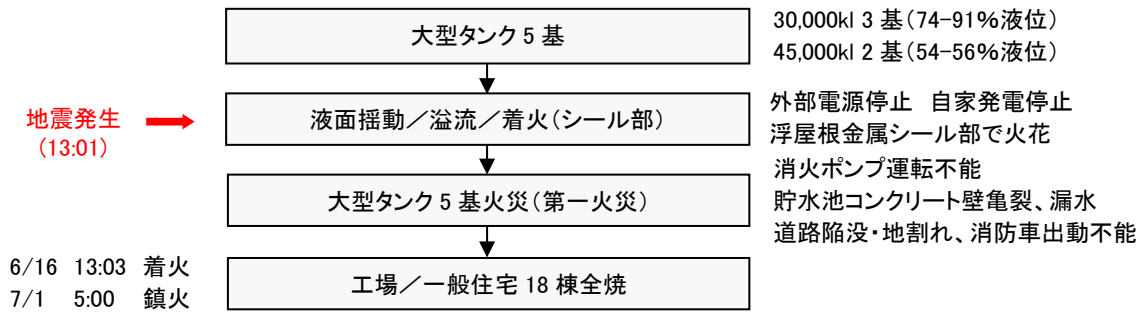 大型タンク 5 基
30,000kl 3 基（74-91%液位）
45,000kl 2 基（54-56%液位）
地震発生
（13:01）
液面揺動／溢流／着火（シール部）
外部電源停止　自家発電停止
浮屋根金属シール部で火花
大型タンク 5 基火災（第一火災）
消火ポンプ運転不能
貯水池コンクリート壁亀裂、漏水
道路陥没・地割れ、消防車出動不能
6/16　13:03　着火
7/1　5:00　鎮火
工場／一般住宅 18 棟全焼